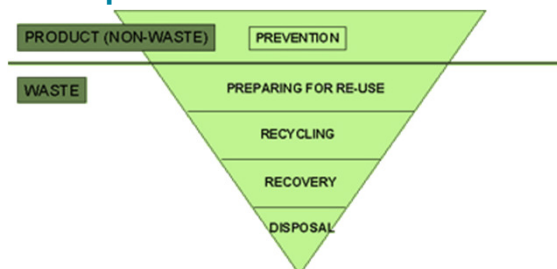 PRODUCT (NON-WASTE) PREVENTION
WASTE
PREPARING FOR RE-USE
RECYCLING
RECOVERY
DISPOSAL